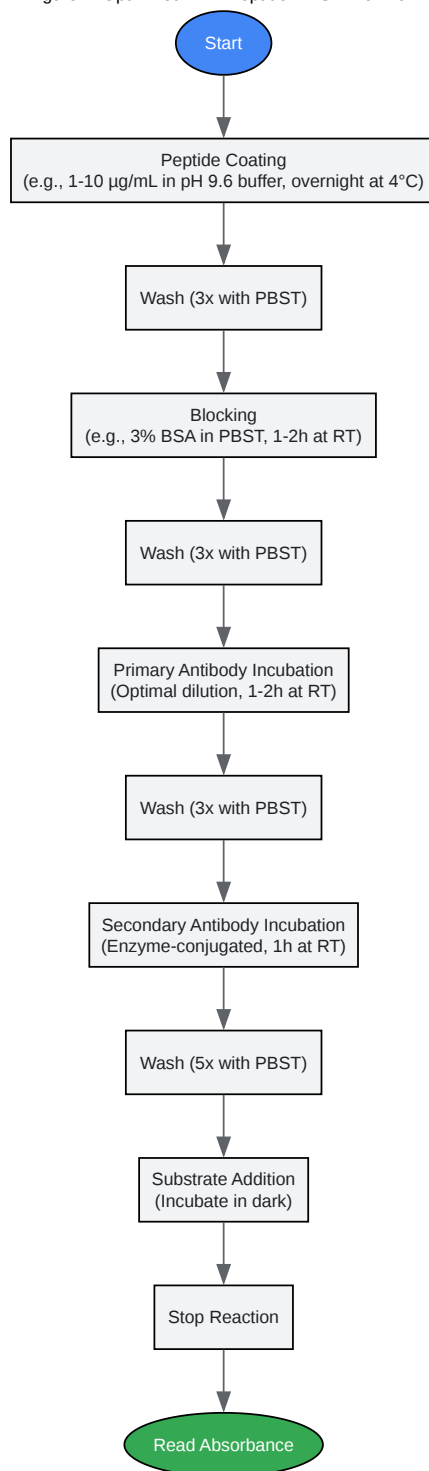 Start
Peptide Coating
(e.g., 1-10 µg/mL in pH 9.6 buffer, overnight at 4°C)
Wash (3x with PBST)
Blocking
(e.g., 3% BSA in PBST, 1-2h at RT)
Wash (3x with PBST)
Primary Antibody Incubation
(Optimal dilution, 1-2h at RT)
Wash (3x with PBST)
Secondary Antibody Incubation
(Enzyme-conjugated, 1h at RT)
Wash (5x with PBST)
Substrate Addition
(Incubate in dark)
Stop Reaction
Read Absorbance